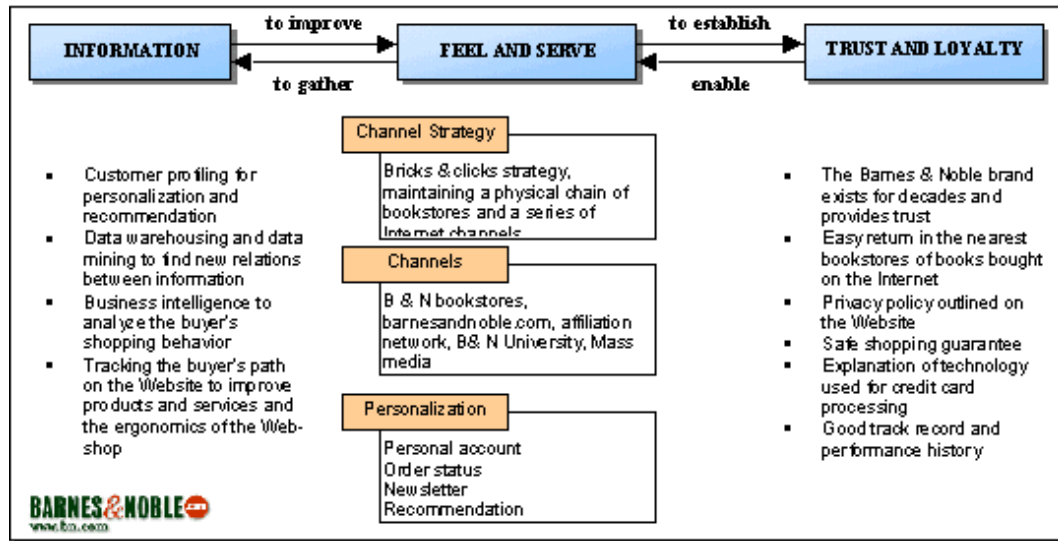 to improve
to establish
INFORMATION
FEEL AND SERVE
TRUST AND LOYALTY
to gather
enable
▪ Customer profiling for
personalization and
recommendation
▪ Data warehousing and data
mining to find new relations
between information
▪ Business intelligence to
analyze the buyer's
shopping behavior
▪ Tracking the buyer's path
on the Website to improve
products and services and
the ergonomics of the Web-
shop
Channel Strategy
Bricks & clicks strategy,
maintaining a physical chain of
bookstores and a series of
Internet channels
Channels
B & N bookstores,
barnesandnoble.com, affiliation
network, B& N University, Mass
media
Personalization
Personal account
Order status
Newsletter
Recommendation
▪ The Barnes & Noble brand
exists for decades and
provides trust
▪ Easy return in the nearest
bookstores of books bought
on the Internet
▪ Privacy policy outlined on
the Website
▪ Safe shopping guarantee
▪ Explanation of technology
used for credit card
processing
▪ Good track record and
performance history
BARNES&NOBLE
www.bn.com